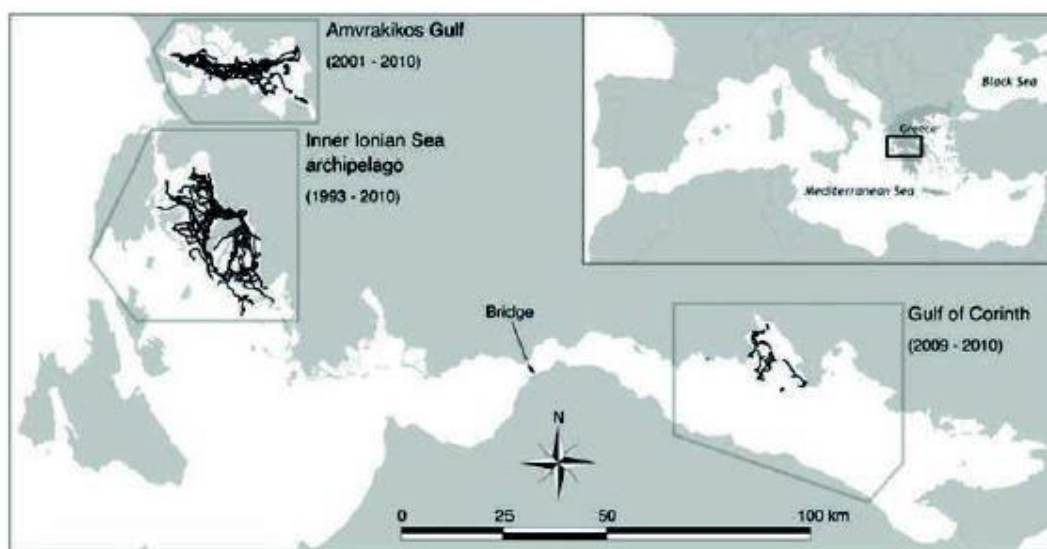 Amvrakikos Gulf
(2001 - 2010)
Inner Ionian Sea
archipelago
(1993 - 2010)
Black Sea
Greece
Mediterranean Sea
Bridge
Gulf of Corinth
(2009 - 2010)
N
0 25 50 100 km